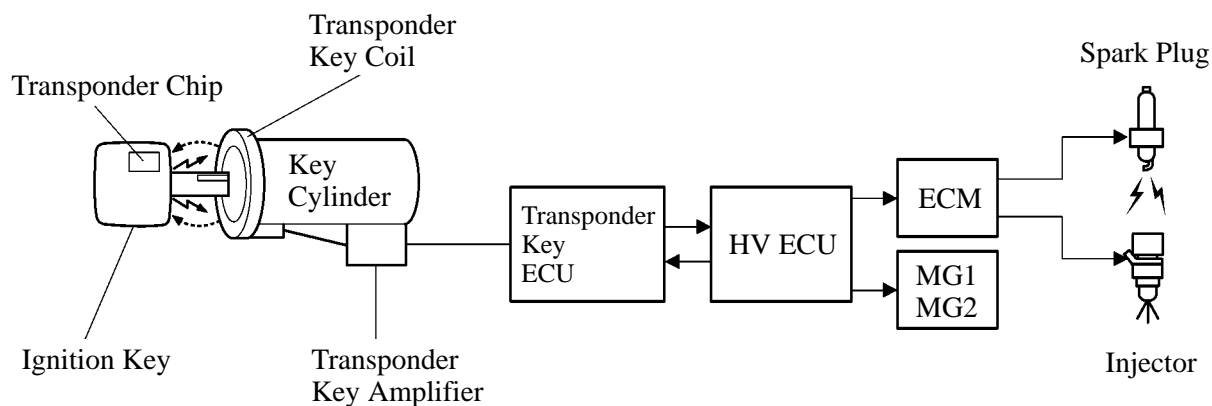 Transponder
Key Coil
Transponder Chip
Spark Plug
Key
Cylinder
Transponder
Key
ECU
HV ECU
ECM
MG1
MG2
Ignition Key
Transponder
Key Amplifier
Injector